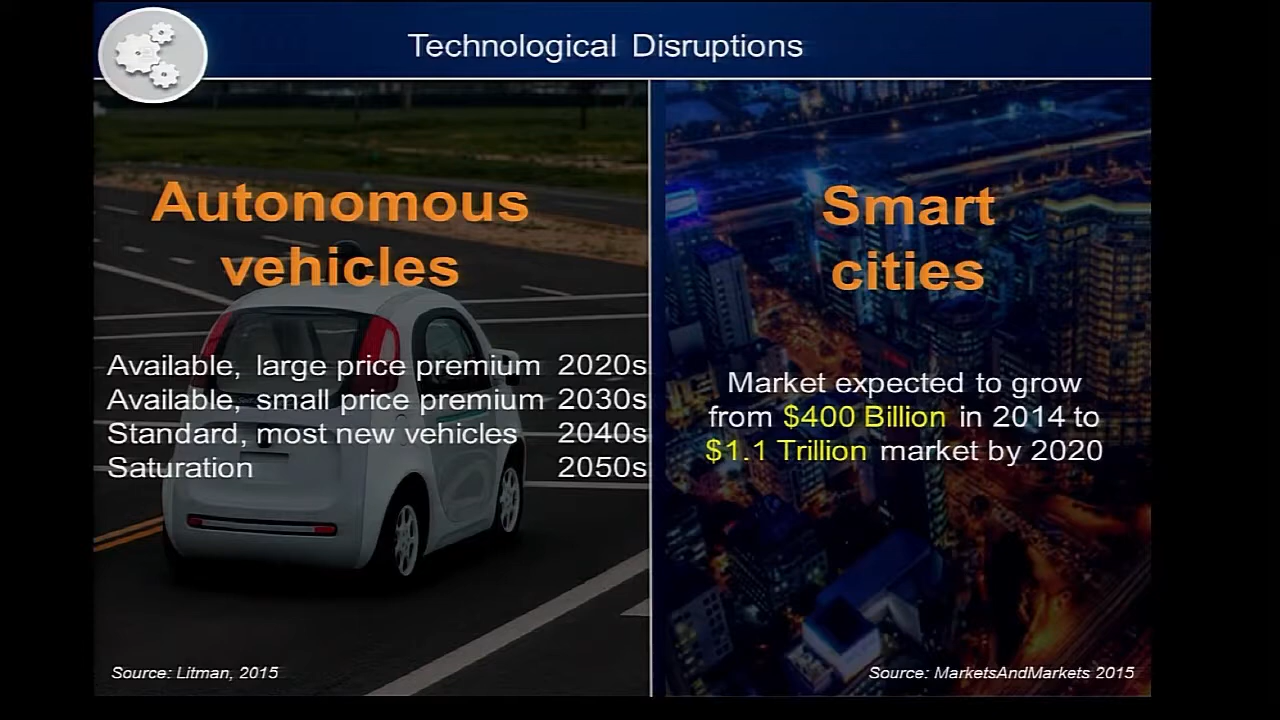 Technological Disruptions
Autonomous
vehicles
Available, large price premium 2020s
Available, small price premium 2030s
Standard, most new vehicles 2040s
Saturation 2050s
Source: Litman, 2015
Smart
cities
Market expected to grow
from $400 Billion in 2014 to
$1.1 Trillion market by 2020
Source: MarketsAndMarkets 2015